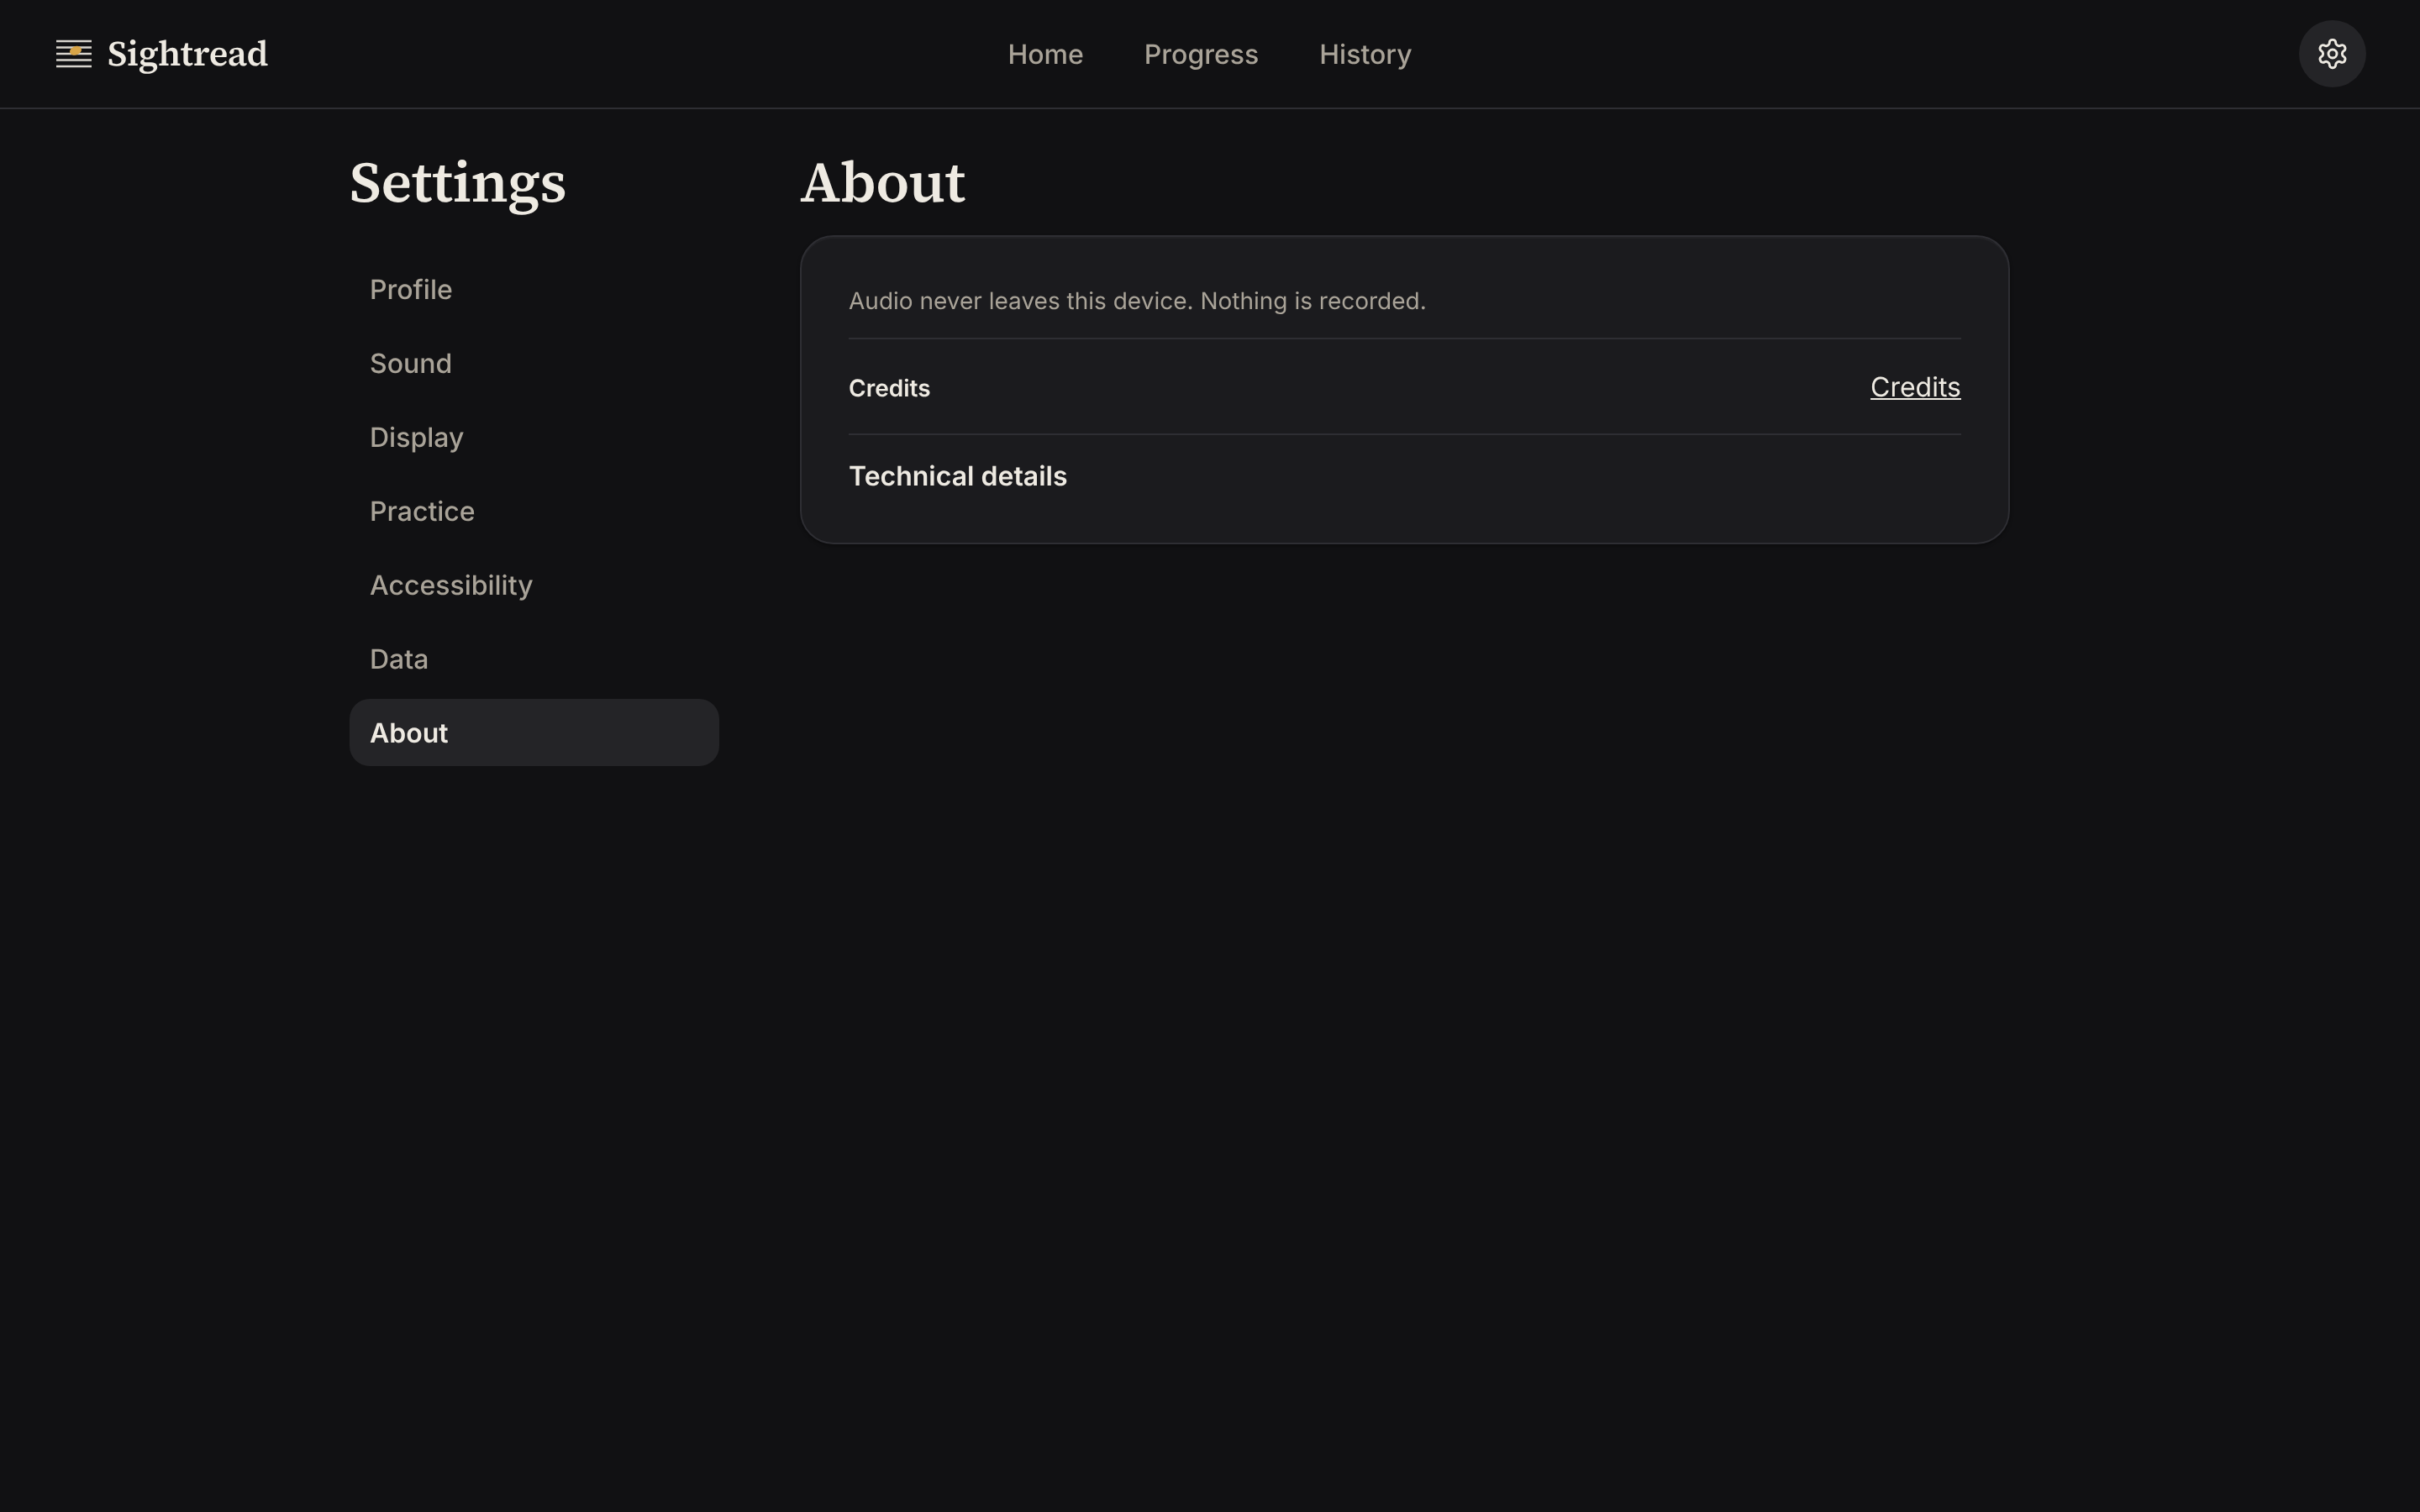 Sightread
Home
Progress
History
Settings
Profile
Sound
Display
Practice
Accessibility
Data
About
About
Audio never leaves this device. Nothing is recorded.
Credits
Credits
Technical details